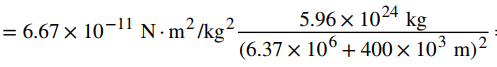 = 6.67 × 10⁻¹¹ N · m²/kg² 5.96 × 10²⁴ kg / (6.37 × 10⁶ + 400 × 10³ m)² =